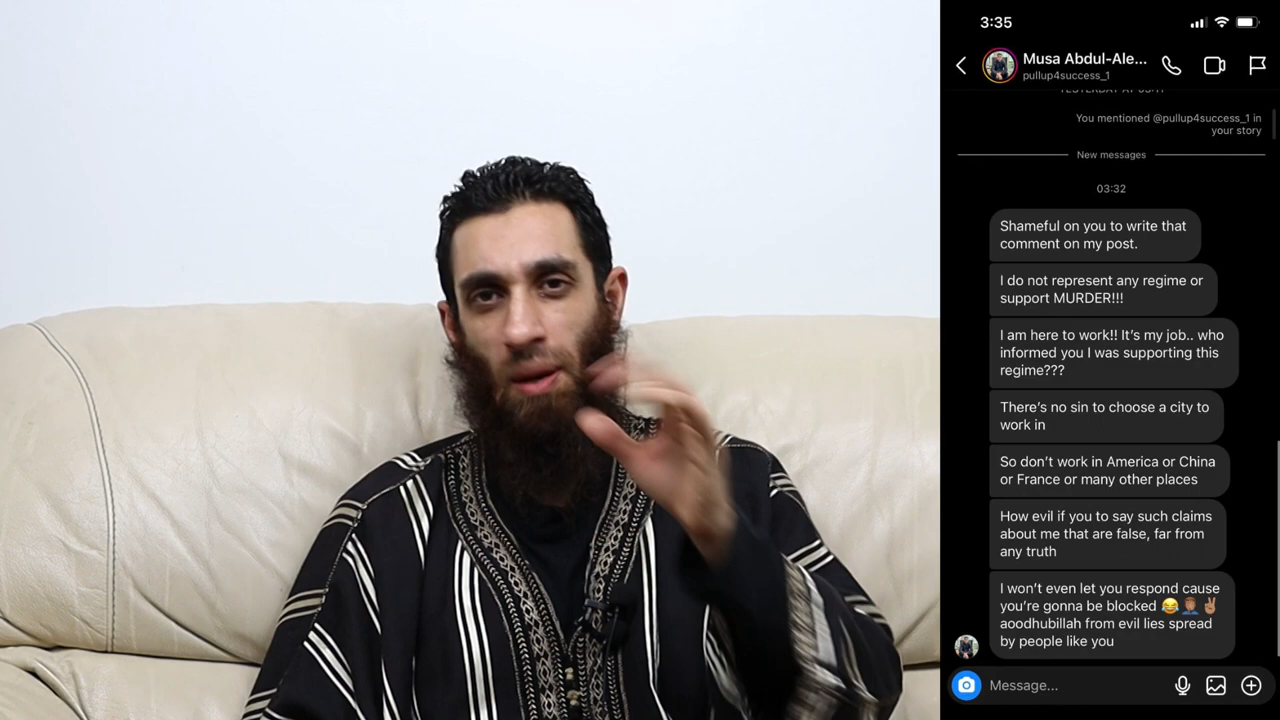 3:35
Musa Abdul-Ale...
pullup4success_1
You mentioned @pullup4success_1 in
your story
New messages
03:32
Shameful on you to write that
comment on my post.
I do not represent any regime or
support MURDER!!!
I am here to work!! It's my job.. who
informed you I was supporting this
regime???
There's no sin to choose a city to
work in
So don't work in America or China
or France or many other places
How evil if you to say such claims
about me that are false, far from
any truth
I won't even let you respond cause
you're gonna be blocked 😂🤦🏽‍♂️✌🏽
aoodhubillah from evil lies spread
by people like you
Message...